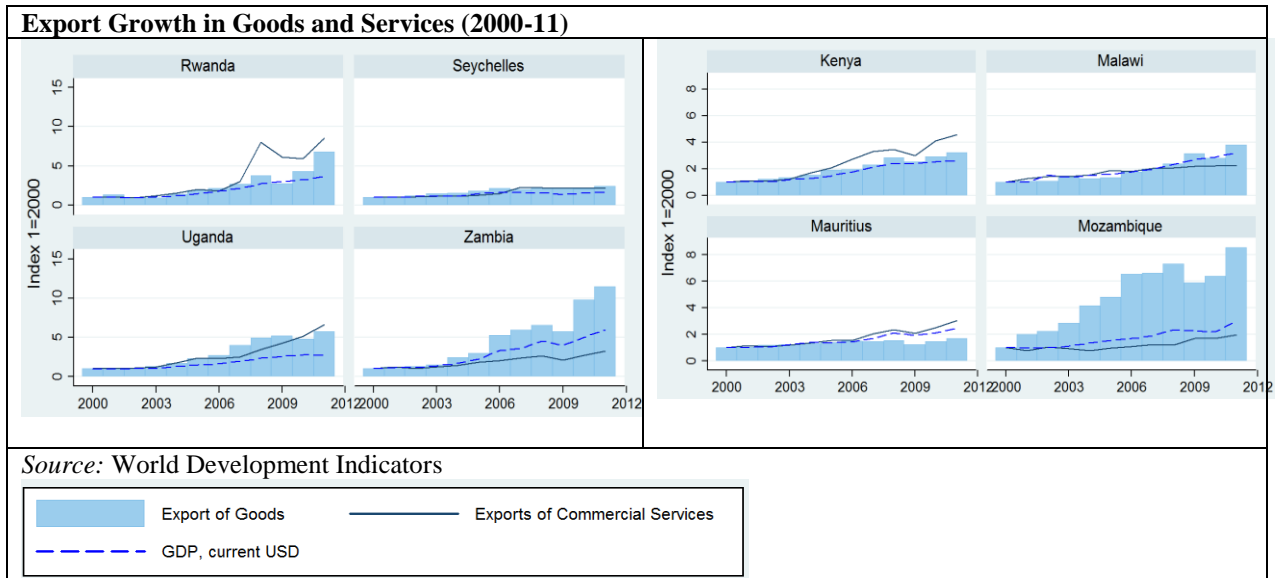 Export Growth in Goods and Services (2000-11)
Rwanda Seychelles
Uganda Zambia
Index 1=2000
0 5 10 15
0 5 10 15
2000 2003 2006 2009 2012 2000 2003 2006 2009 2012
Kenya Malawi
Mauritius Mozambique
Index 1=2000
0 2 4 6 8
0 2 4 6 8
2000 2003 2006 2009 2012 2000 2003 2006 2009 2012
Source: World Development Indicators
Export of Goods Exports of Commercial Services
GDP, current USD